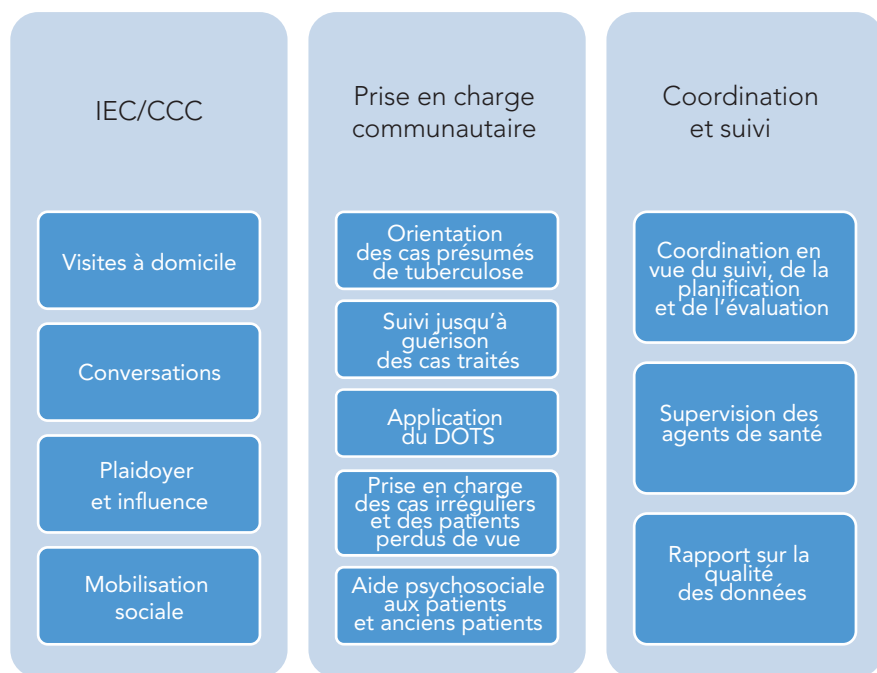 IEC/CCC
Visites à domicile
Conversations
Plaidoyer
et influence
Mobilisation
sociale
Prise en charge
communautaire
Orientation
des cas présumés
de tuberculose
Suivi jusqu'à
guérison
des cas traités
Application
du DOTS
Prise en charge
des cas irréguliers
et des patients
perdus de vue
Aide psychosociale
aux patients
et anciens patients
Coordination
et suivi
Coordination en
vue du suivi, de la
planification
et de l'évaluation
Supervision des
agents de santé
Rapport sur la
qualité
des données